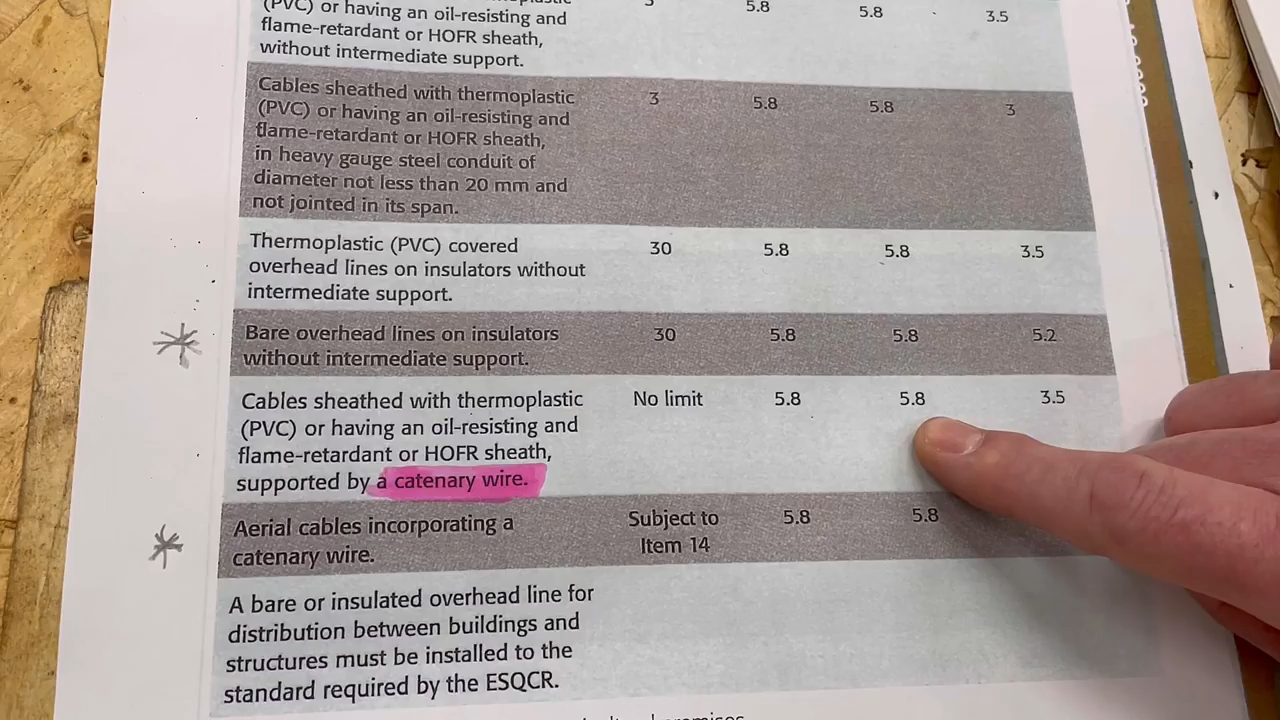 (PVC) or having an oil-resisting and 5.8 5.8 3.5
flame-retardant or HOFR sheath,
without intermediate support.
Cables sheathed with thermoplastic 3 5.8 5.8 3
(PVC) or having an oil-resisting and
flame-retardant or HOFR sheath,
in heavy gauge steel conduit of
diameter not less than 20 mm and
not jointed in its span.
Thermoplastic (PVC) covered 30 5.8 5.8 3.5
overhead lines on insulators without
intermediate support.
Bare overhead lines on insulators 30 5.8 5.8 5.2
without intermediate support.
Cables sheathed with thermoplastic No limit 5.8 5.8 3.5
(PVC) or having an oil-resisting and
flame-retardant or HOFR sheath,
supported by a catenary wire.
Aerial cables incorporating a Subject to 5.8 5.8
catenary wire. Item 14
A bare or insulated overhead line for
distribution between buildings and
structures must be installed to the
standard required by the ESQCR.